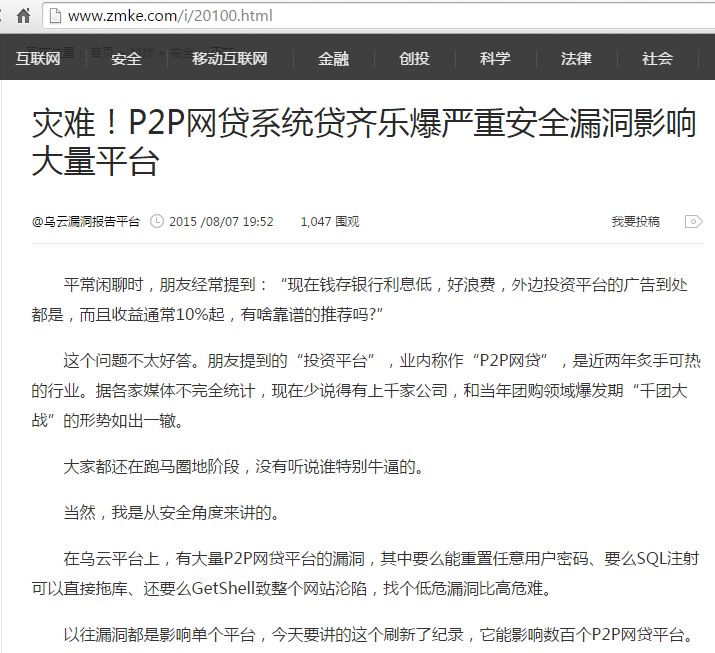 www.zmke.com/i/20100.html
互联网 安全 移动互联网 金融 创投 科学 法律 社会
灾难！P2P网贷系统贷齐乐爆严重安全漏洞影响
大量平台
@乌云漏洞报告平台 2015 /08/07 19:52 1,047 围观 我要投稿
平常闲聊时，朋友经常提到：“现在钱存银行利息低，好浪费，外边投资平台的广告到处
都是，而且收益通常10%起，有啥靠谱的推荐吗?”
这个问题不太好答。朋友提到的“投资平台”，业内称作“P2P网贷”，是近两年炙手可热
的行业。据各家媒体不完全统计，现在少说得有上千家公司，和当年团购领域爆发期“千团大
战”的形势如出一辙。
大家都还在跑马圈地阶段，没有听说谁特别牛逼的。
当然，我是从安全角度来讲的。
在乌云平台上，有大量P2P网贷平台的漏洞，其中要么能重置任意用户密码、要么SQL注射
可以直接拖库、还要么GetShell致整个网站沦陷，找个低危漏洞比高危难。
以往漏洞都是影响单个平台，今天要讲的这个刷新了纪录，它能影响数百个P2P网贷平台。